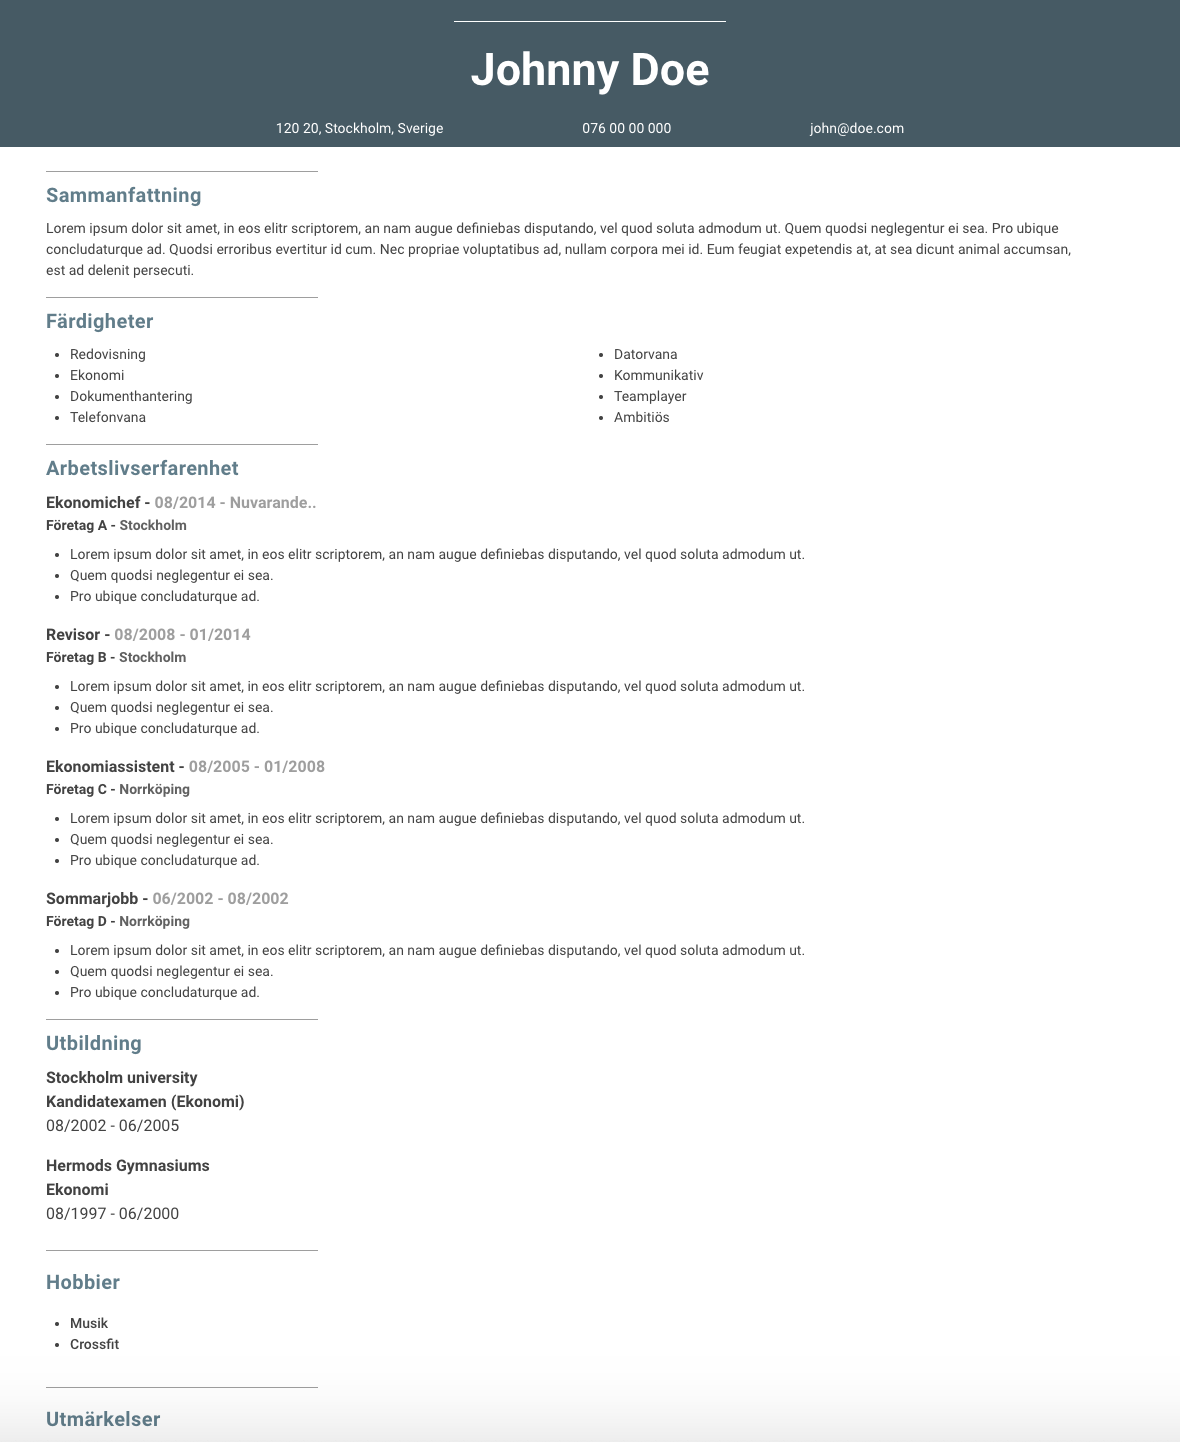 Johnny Doe
120 20, Stockholm, Sverige 076 00 00 000 john@doe.com
Sammanfattning
Lorem ipsum dolor sit amet, in eos elitr scriptorem, an nam augue definiebas disputando, vel quod soluta admodum ut. Quem quodsi neglegentur ei sea. Pro ubique
concludaturque ad. Quodsi erroribus evertitur id cum. Nec propriae voluptatibus ad, nullam corpora mei id. Eum feugiat expetendis at, at sea dicunt animal accumsan,
est ad delenit persecuti.
Färdigheter
• Redovisning
• Ekonomi
• Dokumenthantering
• Telefonvana
• Datorvana
• Kommunikativ
• Teamplayer
• Ambitiös
Arbetslivserfarenhet
Ekonomichef - 08/2014 - Nuvarande..
Företag A - Stockholm
• Lorem ipsum dolor sit amet, in eos elitr scriptorem, an nam augue definiebas disputando, vel quod soluta admodum ut.
• Quem quodsi neglegentur ei sea.
• Pro ubique concludaturque ad.
Revisor - 08/2008 - 01/2014
Företag B - Stockholm
• Lorem ipsum dolor sit amet, in eos elitr scriptorem, an nam augue definiebas disputando, vel quod soluta admodum ut.
• Quem quodsi neglegentur ei sea.
• Pro ubique concludaturque ad.
Ekonomiassistent - 08/2005 - 01/2008
Företag C - Norrköping
• Lorem ipsum dolor sit amet, in eos elitr scriptorem, an nam augue definiebas disputando, vel quod soluta admodum ut.
• Quem quodsi neglegentur ei sea.
• Pro ubique concludaturque ad.
Sommarjobb - 06/2002 - 08/2002
Företag D - Norrköping
• Lorem ipsum dolor sit amet, in eos elitr scriptorem, an nam augue definiebas disputando, vel quod soluta admodum ut.
• Quem quodsi neglegentur ei sea.
• Pro ubique concludaturque ad.
Utbildning
Stockholm university
Kandidatexamen (Ekonomi)
08/2002 - 06/2005
Hermods Gymnasiums
Ekonomi
08/1997 - 06/2000
Hobbier
• Musik
• Crossfit
Utmärkelser